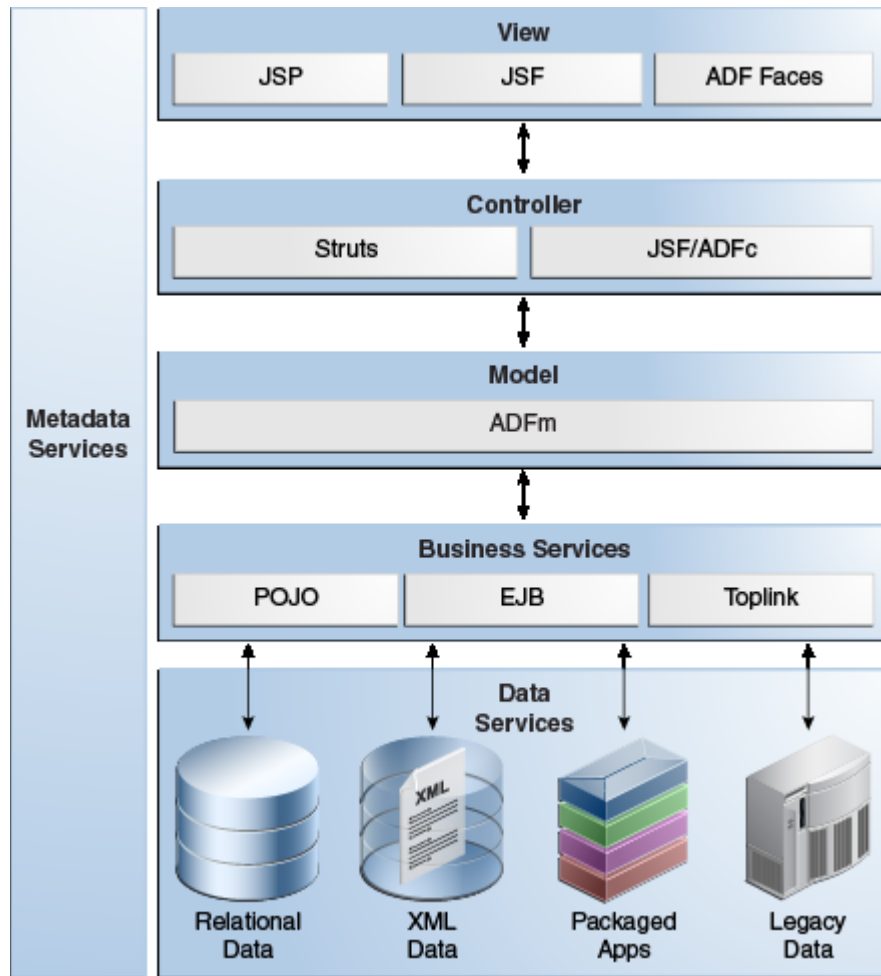 View
JSP
JSF
ADF Faces
Controller
Struts
JSF/ADFc
Model
ADFm
Metadata
Services
Business Services
POJO
EJB
Toplink
Data
Services
XML
Relational
Data
XML
Data
Packaged
Apps
Legacy
Data